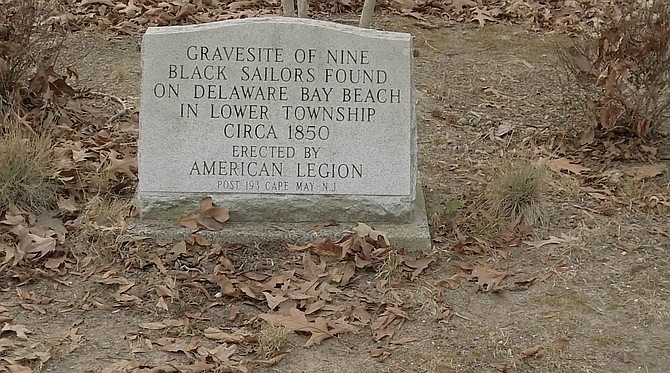 GRAVESITE OF NINE
BLACK SAILORS FOUND
ON DELAWARE BAY BEACH
IN LOWER TOWNSHIP
CIRCA 1850
ERECTED BY
AMERICAN LEGION
POST 193 CAPE MAY N.J.